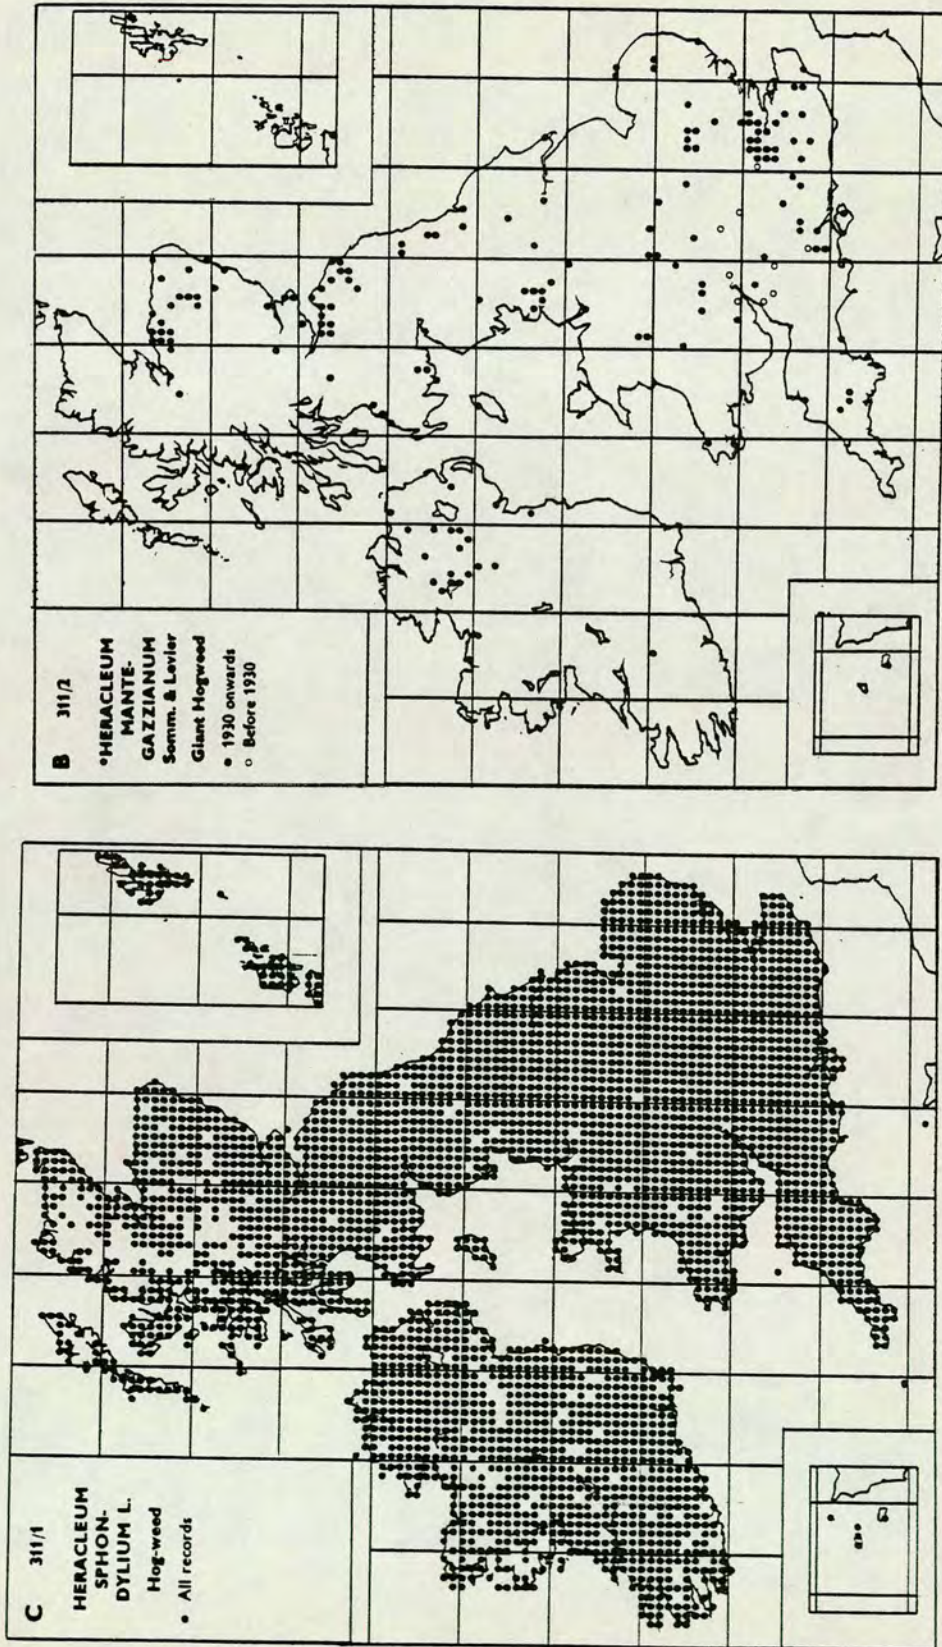 B 311/2
*HERACLEUM
MANTE-
GAZZIANUM
Somm. & Levier
Giant Hogweed
• 1930 onwards
○ Before 1930
C 311/1
HERACLEUM
SPHON-
DYLIUM L.
Hog-weed
• All records